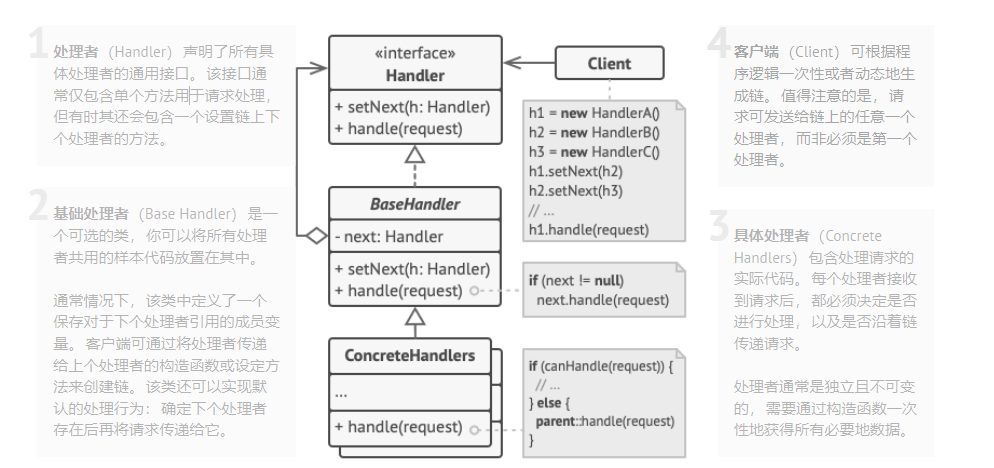 1
处理者（Handler）声明了所有具
体处理者的通用接口。该接口通
常仅包含单个方法用于请求处理，
但有时其还会包含一个设置链上下
个处理者的方法。
2
基础处理者（Base Handler）是一
个可选的类，你可以将所有处理
者共用的样本代码放置在其中。
通常情况下，该类中定义了一个
保存对于下个处理者引用的成员变
量。客户端可通过将处理者传递
给上个处理者的构造函数或设定方
法来创建链。该类还可以实现默
认的处理行为：确定下个处理者
存在后再将请求传递给它。
«interface»
Handler
+ setNext(h: Handler)
+ handle(request)
BaseHandler
- next: Handler
+ setNext(h: Handler)
+ handle(request)
ConcreteHandlers
...
+ handle(request)
Client
h1 = new HandlerA()
h2 = new HandlerB()
h3 = new HandlerC()
h1.setNext(h2)
h2.setNext(h3)
// ...
h1.handle(request)
if (next != null)
next.handle(request)
if (canHandle(request)) {
// ...
} else {
parent::handle(request)
}
4
客户端（Client）可根据程
序逻辑一次性或者动态地生
成链。值得注意的是，请
求可发送给链上的任意一个
处理者，而非必须是第一个
处理者。
3
具体处理者（Concrete
Handlers）包含处理请求的
实际代码。每个处理者接收
到请求后，都必须决定是否
进行处理，以及是否沿着链
传递请求。
处理者通常是独立且不可变
的，需要通过构造函数一次
性地获得所有必要地数据。